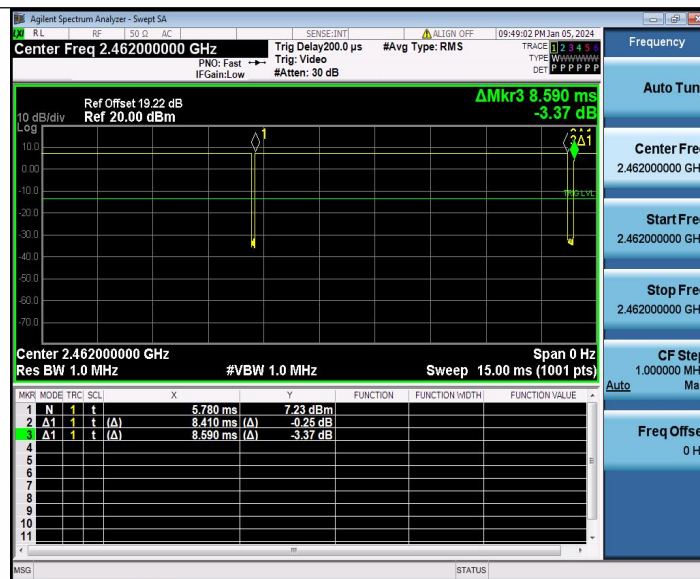 Agilent Spectrum Analyzer - Swept SA
RL RF 50 Ω AC SENSE:INT ALIGN OFF 09:49:02 PM Jan 05, 2024
Center Freq 2.462000000 GHz
PNO: Fast
IFGain:Low
Trig Delay200.0 µs
Trig: Video
#Atten: 30 dB
#Avg Type: RMS
TRACE 1 2 3 4 5 6
TYPE W
DET P P P P P P
Ref Offset 19.22 dB
10 dB/div Ref 20.00 dBm
Log
ΔMkr3 8.590 ms
-3.37 dB
10.0
0.00
-10.0
-20.0
-30.0
-40.0
-50.0
-60.0
-70.0
1
3Δ1
TRIG LVL
Center 2.462000000 GHz Span 0 Hz
Res BW 1.0 MHz #VBW 1.0 MHz Sweep 15.00 ms (1001 pts)
MKR MODE TRC SCL X Y FUNCTION FUNCTION WIDTH FUNCTION VALUE
1 N 1 t 5.780 ms 7.23 dBm
2 Δ1 1 t (Δ) 8.410 ms (Δ) -0.25 dB
3 Δ1 1 t (Δ) 8.590 ms (Δ) -3.37 dB
4
5
6
7
8
9
10
11
MSG STATUS
Frequency
Auto Tun
Center Fre
2.462000000 GH
Start Fre
2.462000000 GH
Stop Fre
2.462000000 GH
CF Ste
1.000000 MH
Auto Ma
Freq Offse
0 H